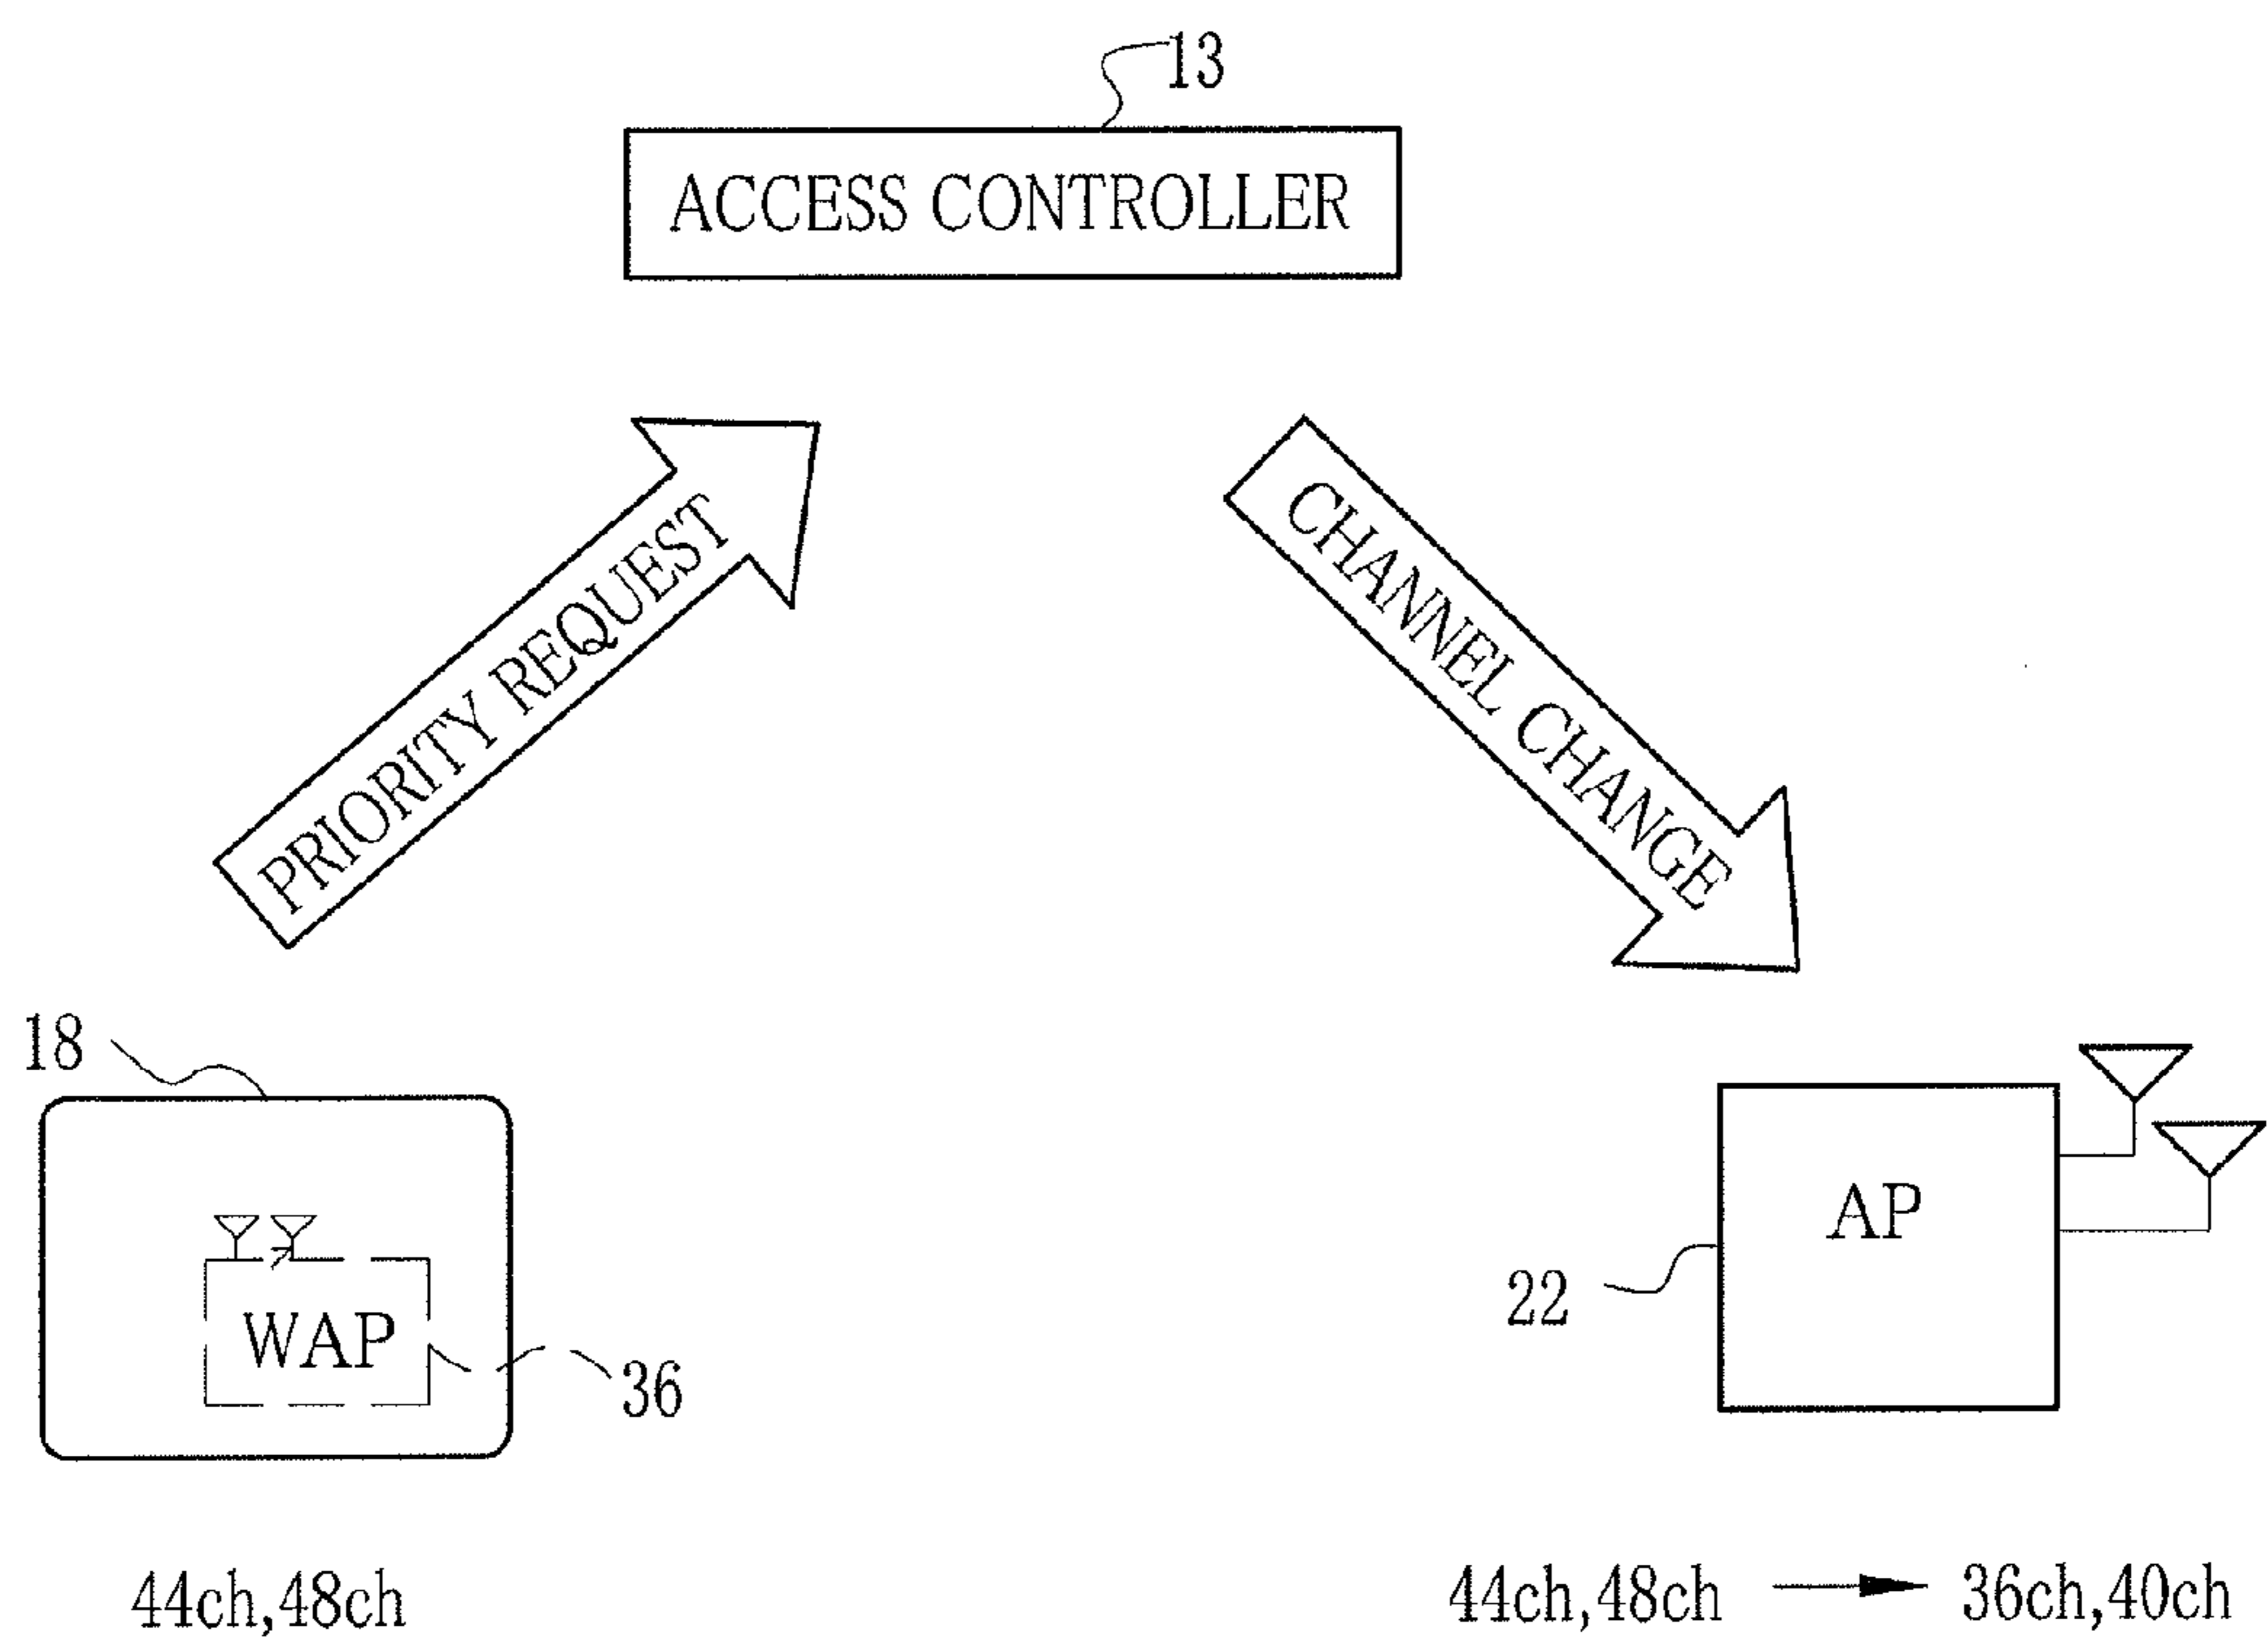 13
ACCESS CONTROLLER
PRIORITY REQUEST
CHANNEL CHANGE
18
WAP
36
AP
22
44ch,48ch
44ch,48ch
36ch,40ch